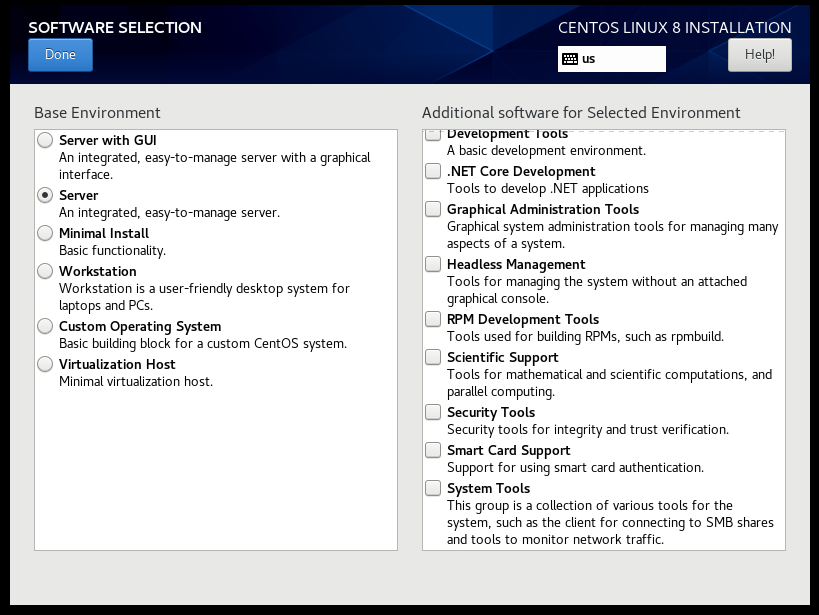 SOFTWARE SELECTION
CENTOS LINUX 8 INSTALLATION
Done
us
Help!
Base Environment
Server with GUI
An integrated, easy-to-manage server with a graphical
interface.
Server
An integrated, easy-to-manage server.
Minimal Install
Basic functionality.
Workstation
Workstation is a user-friendly desktop system for
laptops and PCs.
Custom Operating System
Basic building block for a custom CentOS system.
Virtualization Host
Minimal virtualization host.
Additional software for Selected Environment
Development Tools
A basic development environment.
.NET Core Development
Tools to develop .NET applications
Graphical Administration Tools
Graphical system administration tools for managing many
aspects of a system.
Headless Management
Tools for managing the system without an attached
graphical console.
RPM Development Tools
Tools used for building RPMs, such as rpmbuild.
Scientific Support
Tools for mathematical and scientific computations, and
parallel computing.
Security Tools
Security tools for integrity and trust verification.
Smart Card Support
Support for using smart card authentication.
System Tools
This group is a collection of various tools for the
system, such as the client for connecting to SMB shares
and tools to monitor network traffic.